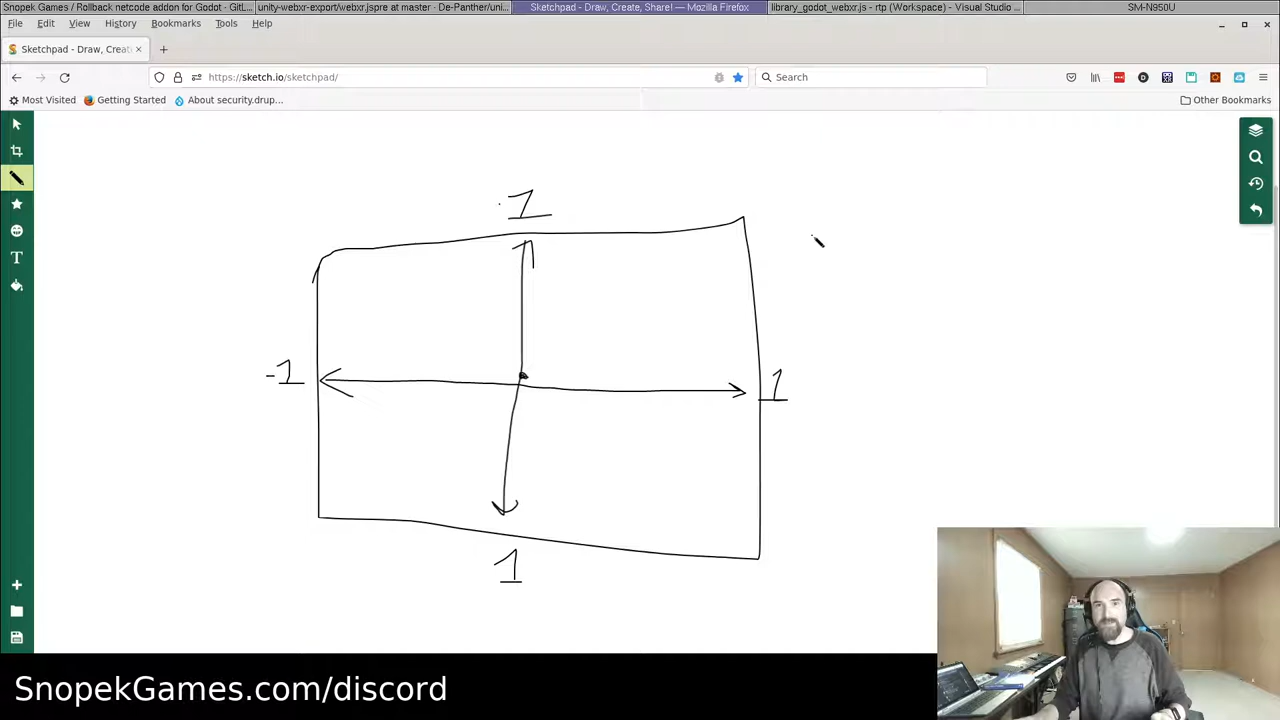 Snopek Games / Rollback netcode addon for Godot · Gitl...
unity-webxr-export/webxr.jspre at master · De-Panther/uni...
Sketchpad - Draw, Create, Share! — Mozilla Firefox
library_godot_webxr.js - rtp (Workspace) - Visual Studio ...
SM-N950U
File Edit View History Bookmarks Tools Help
Sketchpad - Draw, Creat
https://sketch.io/sketchpad/
Search
Most Visited
Getting Started
About security.drup...
Other Bookmarks
1
-1
1
1
SnopekGames.com/discord